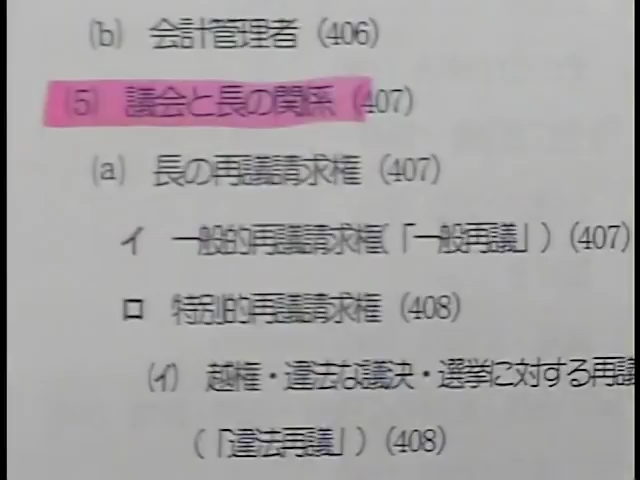 (b) 会計管理者 (406)
(5) 議会と長の関係 (407)
(a) 長の再議請求権 (407)
イ 一般的再議請求権(「一般再議」) (407)
ロ 特別的再議請求権 (408)
(イ) 越権・違法な議決・選挙に対する再議
(「違法再議」) (408)